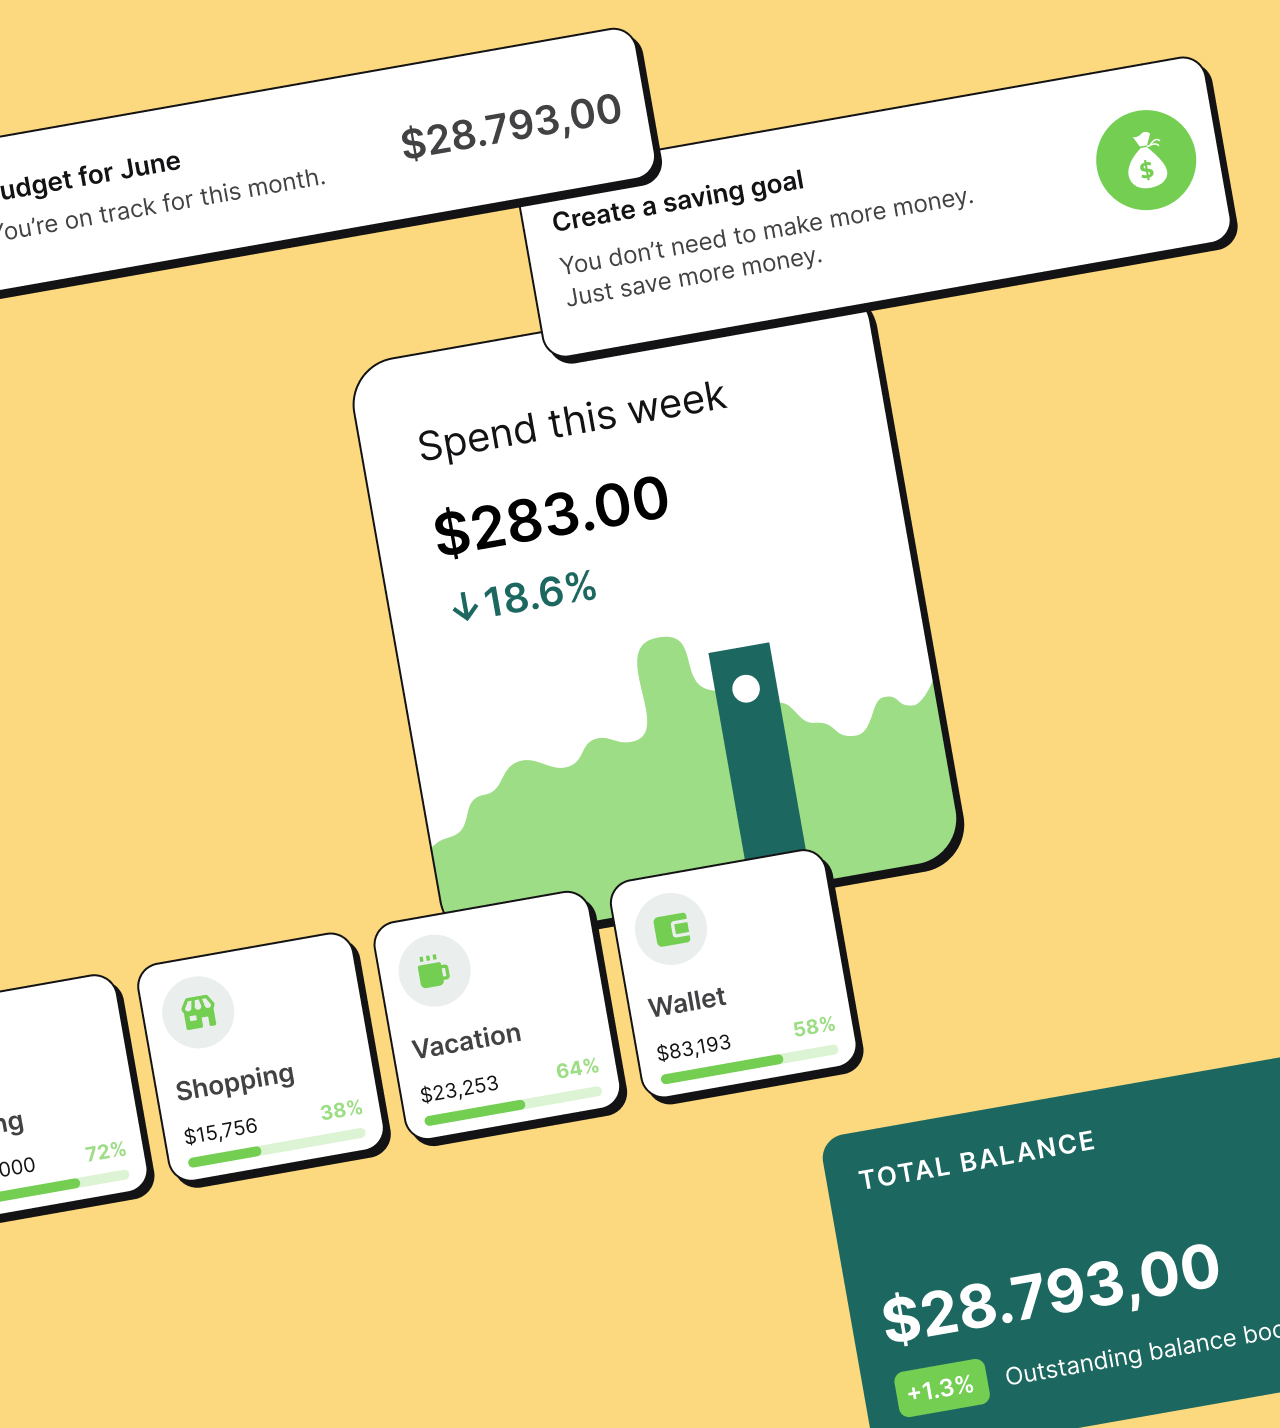 udget for June
You're on track for this month.
$28.793,00
Create a saving goal
You don't need to make more money.
Just save more money.
$
Spend this week
$283.00
↓18.6%
ng
000
72%
Shopping
$15,756
38%
Vacation
$23,253
64%
Wallet
$83,193
58%
TOTAL BALANCE
$28.793,00
+1.3%
Outstanding balance boo